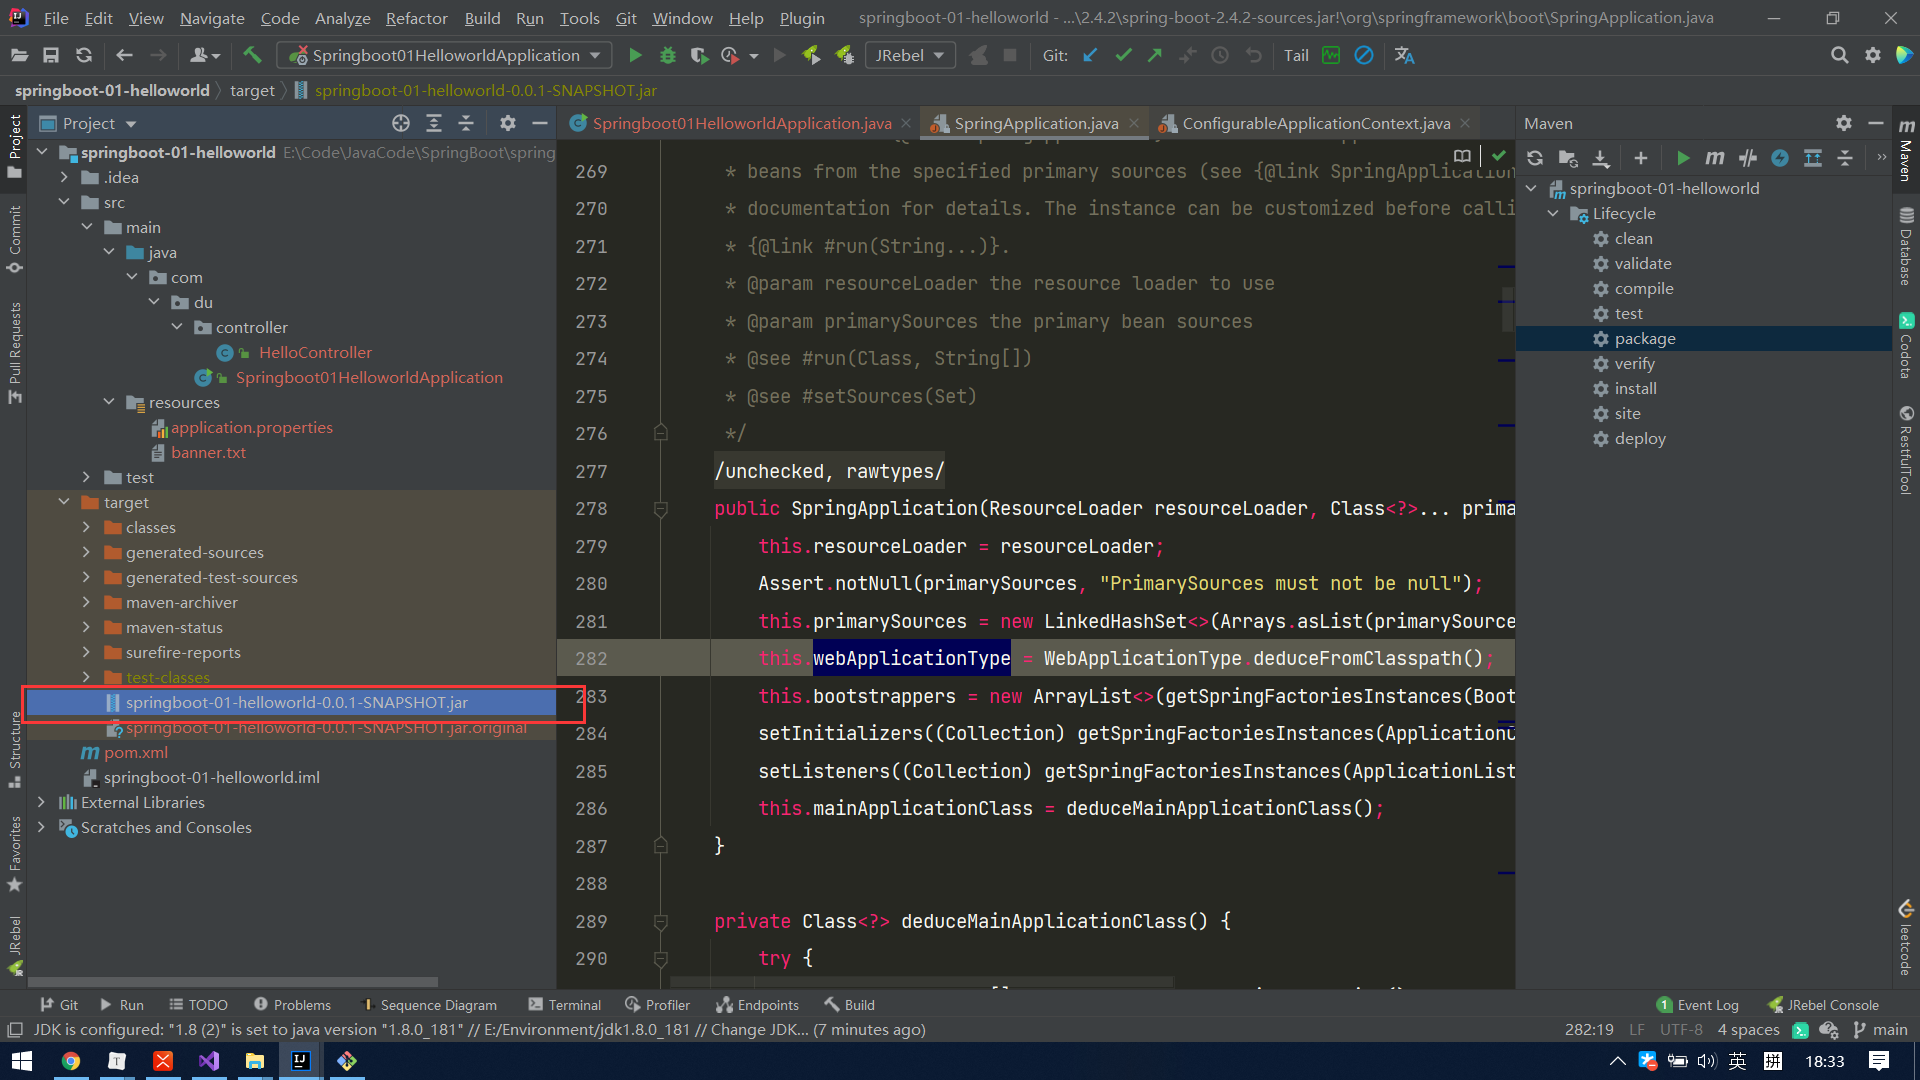 File Edit View Navigate Code Analyze Refactor Build Run Tools Git Window Help Plugin springboot-01-helloworld - ...\2.4.2\spring-boot-2.4.2-sources.jar!\org\springframework\boot\SpringApplication.java
Springboot01HelloworldApplication JRebel Git: Tail
springboot-01-helloworld target springboot-01-helloworld-0.0.1-SNAPSHOT.jar
Project
Commit
Pull Requests
Structure
Favorites
JRebel
Project
springboot-01-helloworld E:\Code\JavaCode\SpringBoot\spring
.idea
src
main
java
com
du
controller
HelloController
Springboot01HelloworldApplication
resources
application.properties
banner.txt
test
target
classes
generated-sources
generated-test-sources
maven-archiver
maven-status
surefire-reports
test-classes
springboot-01-helloworld-0.0.1-SNAPSHOT.jar
springboot-01-helloworld-0.0.1-SNAPSHOT.jar.original
pom.xml
springboot-01-helloworld.iml
External Libraries
Scratches and Consoles
Springboot01HelloworldApplication.java SpringApplication.java ConfigurableApplicationContext.java
269 * beans from the specified primary sources (see {@link SpringApplication
270 * documentation for details. The instance can be customized before calli
271 * {@link #run(String...)}.
272 * @param resourceLoader the resource loader to use
273 * @param primarySources the primary bean sources
274 * @see #run(Class, String[])
275 * @see #setSources(Set)
276 */
277 /unchecked, rawtypes/
278 public SpringApplication(ResourceLoader resourceLoader, Class<?>... prima
279 this.resourceLoader = resourceLoader;
280 Assert.notNull(primarySources, "PrimarySources must not be null");
281 this.primarySources = new LinkedHashSet<>(Arrays.asList(primarySource
282 this.webApplicationType = WebApplicationType.deduceFromClasspath();
283 this.bootstrappers = new ArrayList<>(getSpringFactoriesInstances(Boot
284 setInitializers((Collection) getSpringFactoriesInstances(Application
285 setListeners((Collection) getSpringFactoriesInstances(ApplicationList
286 this.mainApplicationClass = deduceMainApplicationClass();
287 }
288
289 private Class<?> deduceMainApplicationClass() {
290 try {
Maven
springboot-01-helloworld
Lifecycle
clean
validate
compile
test
package
verify
install
site
deploy
Maven
Database
Codota
RestfulTool
leetcode
Git Run TODO Problems Sequence Diagram Terminal Profiler Endpoints Build 1 Event Log JRebel Console
JDK is configured: "1.8 (2)" is set to java version "1.8.0_181" // E:/Environment/jdk1.8.0_181 // Change JDK... (7 minutes ago) 282:19 LF UTF-8 4 spaces main
英 拼 18:33